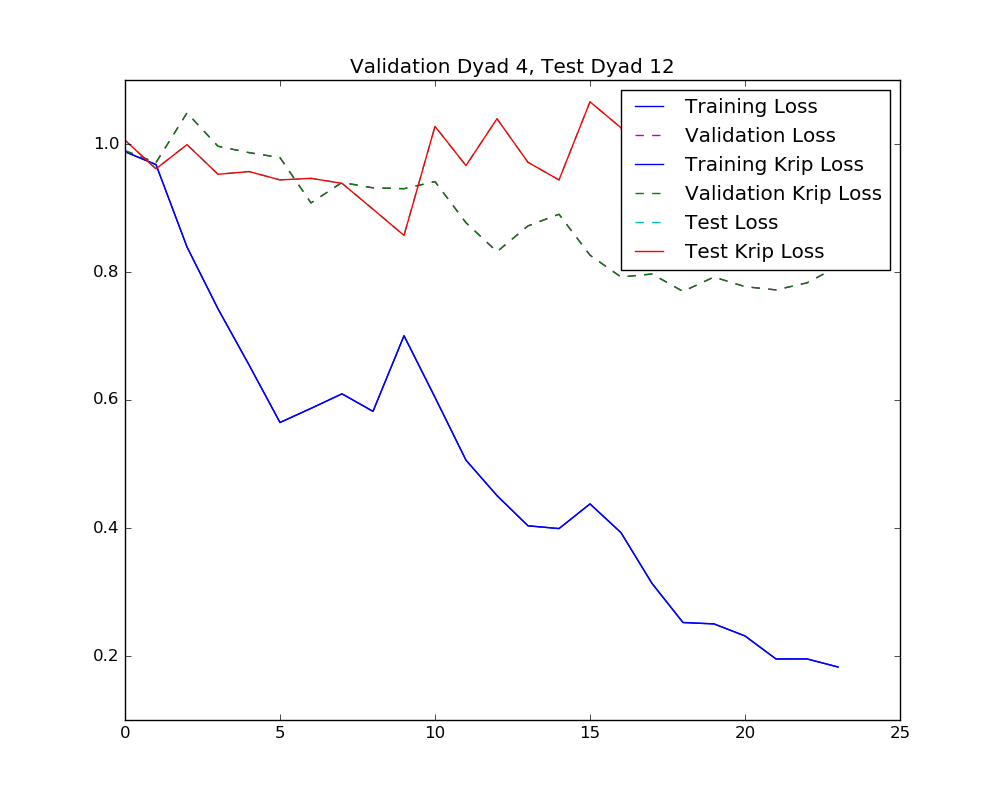 Validation Dyad 4, Test Dyad 12
Training Loss
Validation Loss
Training Krip Loss
Validation Krip Loss
Test Loss
Test Krip Loss
1.0
0.8
0.6
0.4
0.2
0 5 10 15 20 25